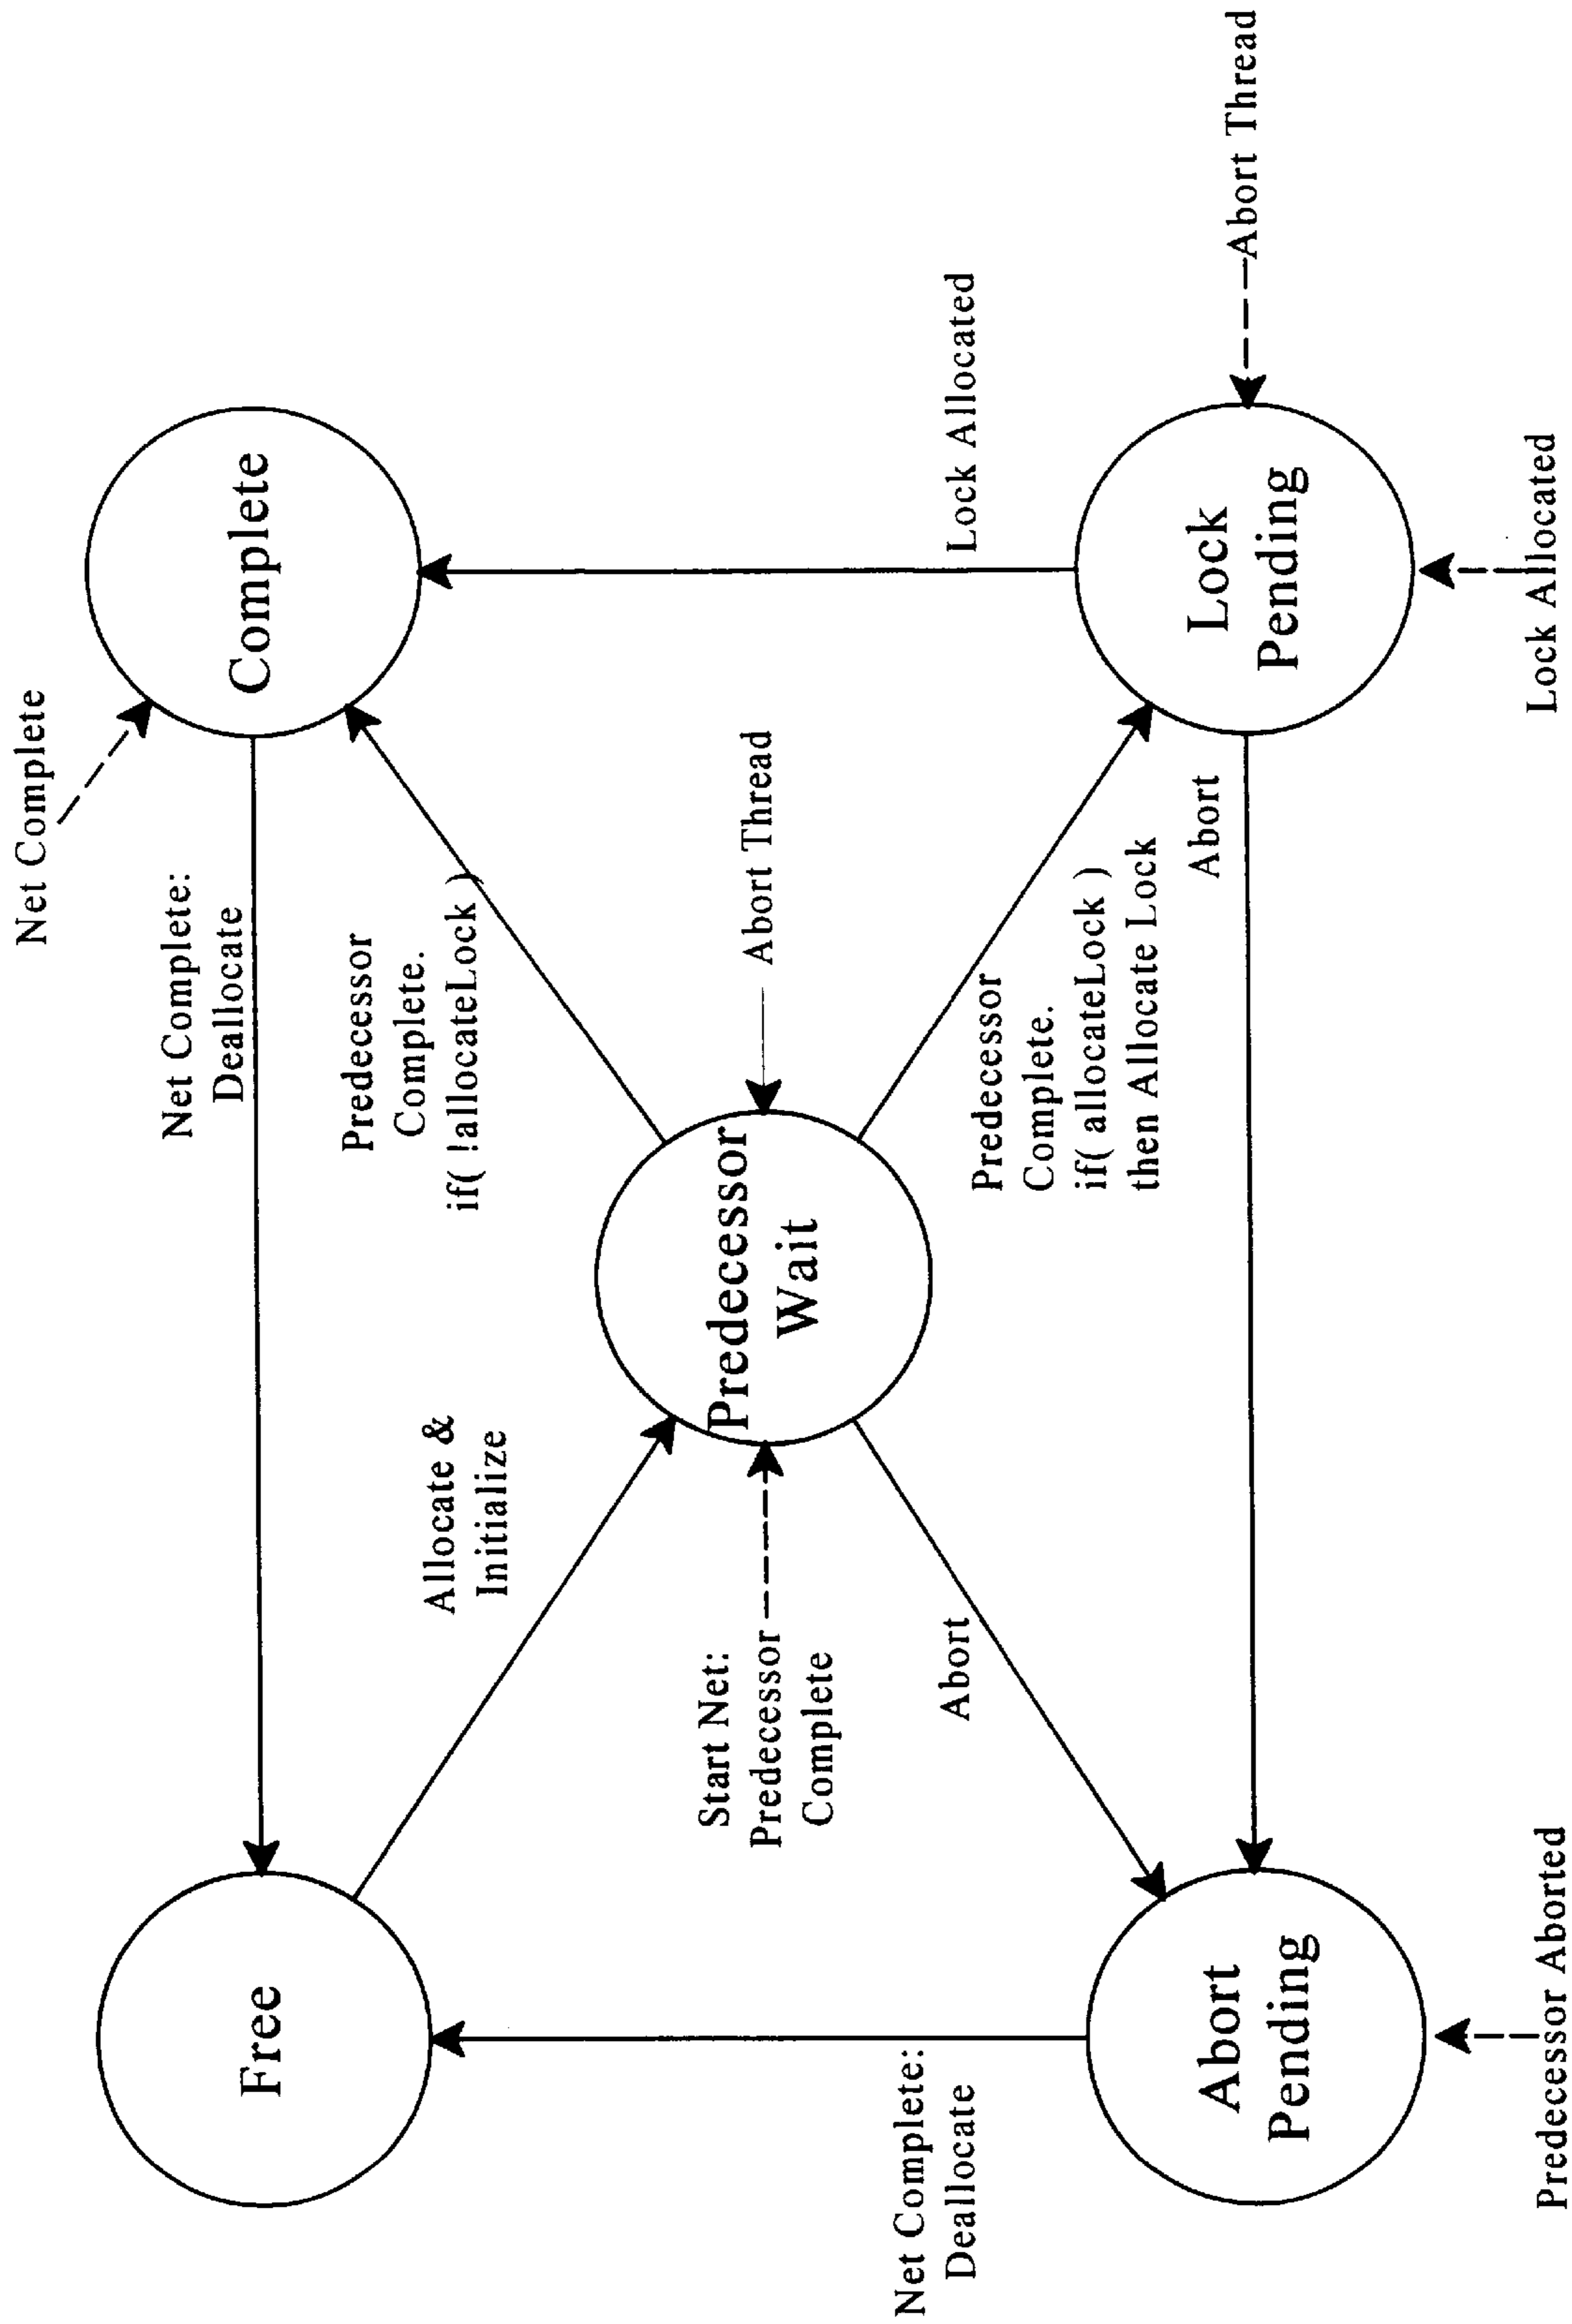 Net Complete
Net Complete:
Deallocate
Free
Complete
Predecessor
Complete.
if( !allocateLock )
Allocate &
Initialize
Start Net:
Predecessor
Complete
Predecessor
Wait
Abort Thread
Net Complete:
Deallocate
Abort
Lock Allocated
Predecessor
Complete.
if( allocateLock )
then Allocate Lock
Abort
Abort
Pending
Lock
Pending
Abort Thread
Predecessor Aborted
Lock Allocated